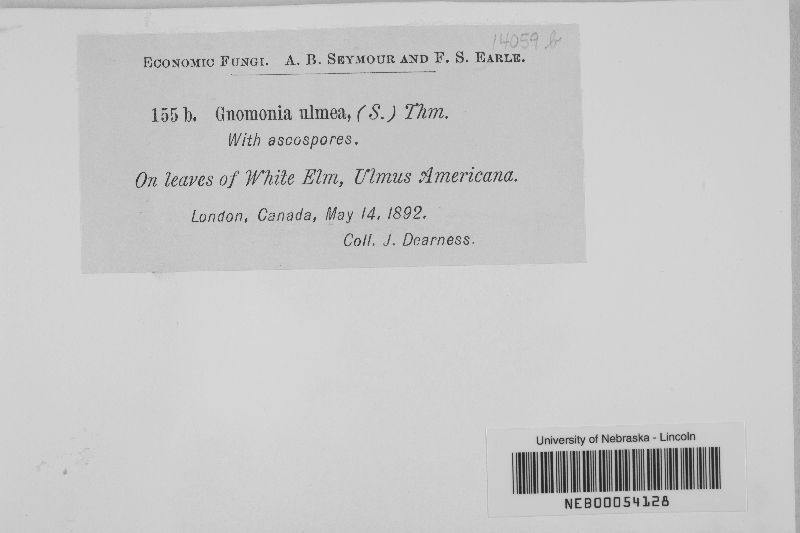 14059 b
Economic Fungi. A. B. Seymour and F. S. Earle.
155 b. Gnomonia ulmea, (S.) Thm.
With ascospores.
On leaves of White Elm, Ulmus Americana.
London, Canada, May 14, 1892.
Coll. J. Dearness.
University of Nebraska - Lincoln
NEB00054128